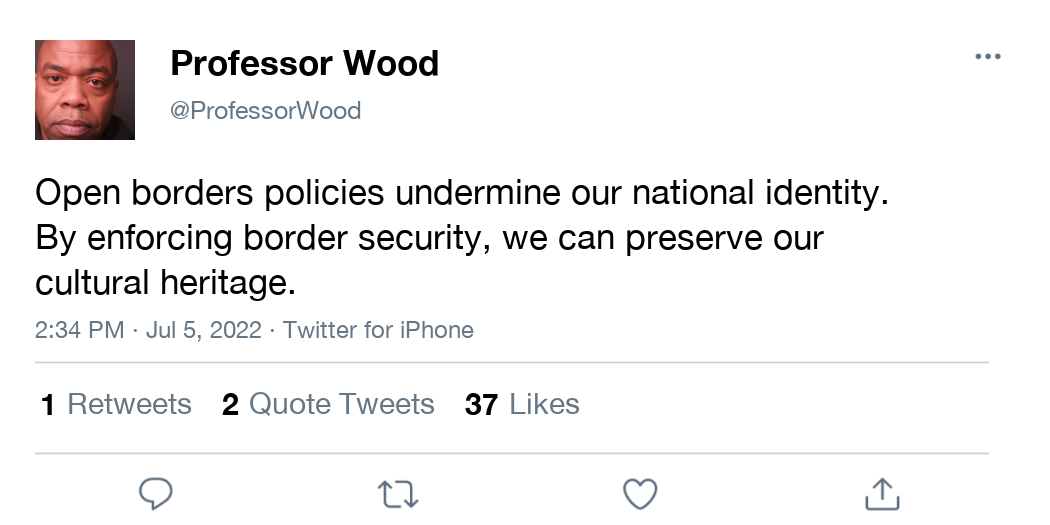 Professor Wood
@ProfessorWood
Open borders policies undermine our national identity.
By enforcing border security, we can preserve our
cultural heritage.
2:34 PM · Jul 5, 2022 · Twitter for iPhone
1 Retweets 2 Quote Tweets 37 Likes